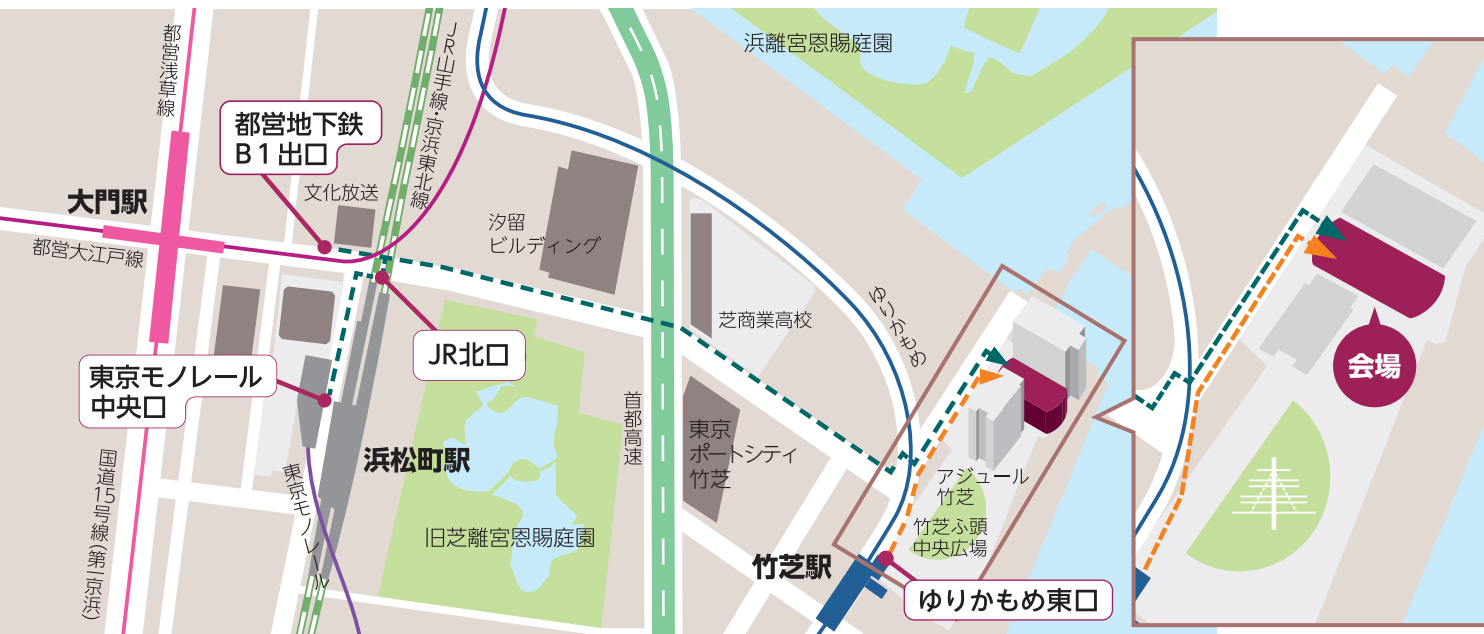 都営浅草線
JR山手線・京浜東北線
浜離宮恩賜庭園
都営地下鉄
B1出口
文化放送
大門駅
都営大江戸線
汐留
ビルディング
芝商業高校
ゆりかもめ
JR北口
会場
東京モノレール
中央口
浜松町駅
首都高速
東京
ポートシティ
竹芝
国道15号線(第一京浜)
東京モノレール
アジュール
竹芝
旧芝離宮恩賜庭園
竹芝ふ頭
中央広場
竹芝駅
ゆりかもめ東口